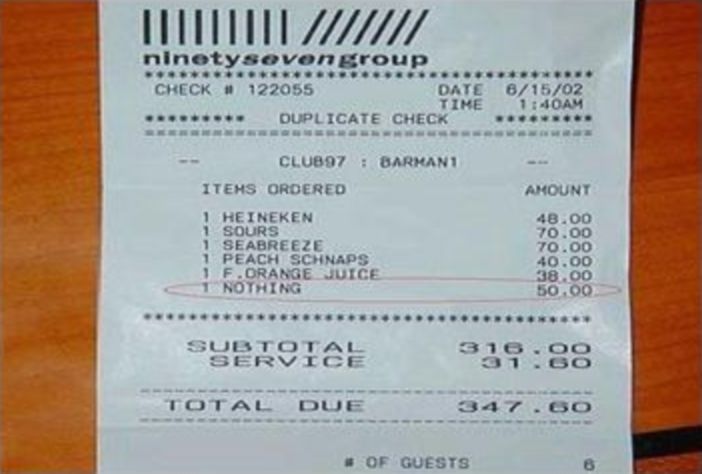 ninetysevengroup
****************************************
CHECK # 122055 DATE 6/15/02
TIME 1:40AM
********* DUPLICATE CHECK *********
========================================
-- CLUB97 : BARMAN1 --
ITEMS ORDERED AMOUNT
1 HEINEKEN 48.00
1 SOURS 70.00
1 SEABREEZE 70.00
1 PEACH SCHNAPS 40.00
1 F.ORANGE JUICE 38.00
1 NOTHING 50.00
****************************************
SUBTOTAL 316.00
SERVICE 31.60
----------------------------------------
TOTAL DUE 347.60
----------------------------------------
# OF GUESTS 6